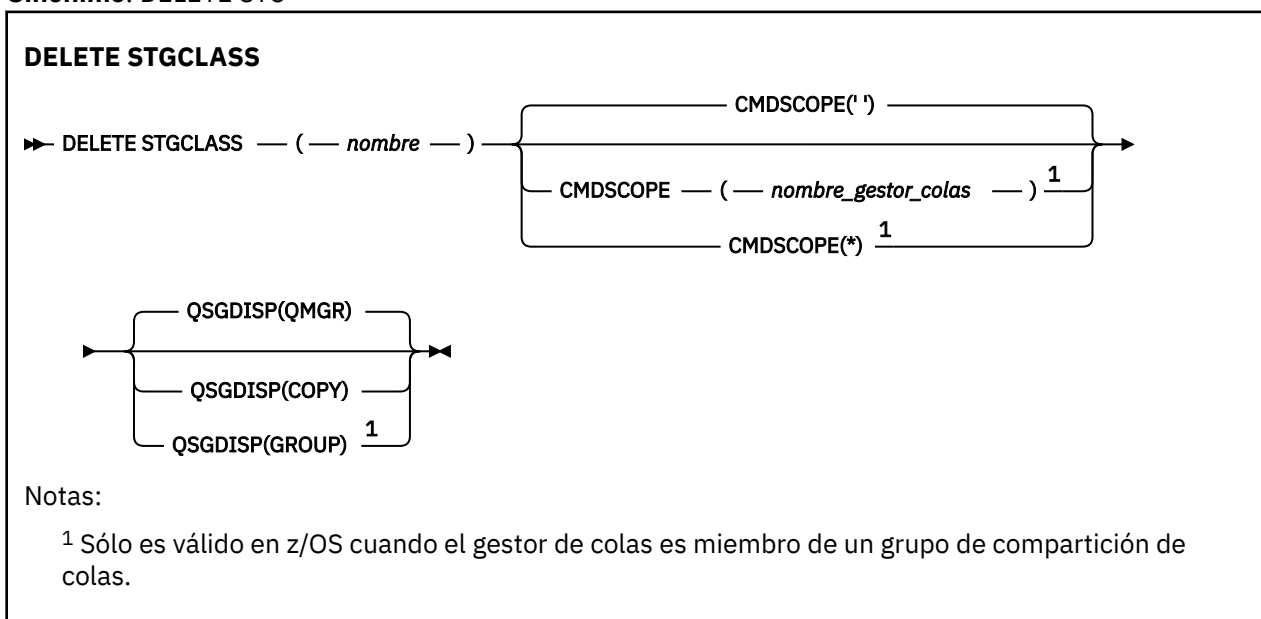 DELETE STGCLASS
CMDSCOPE(' ')
DELETE STGCLASS ( nombre )
CMDSCOPE ( nombre_gestor_colas ) 1
CMDSCOPE(*) 1
QSGDISP(QMGR)
QSGDISP(COPY)
QSGDISP(GROUP) 1
Notas:
1 Sólo es válido en z/OS cuando el gestor de colas es miembro de un grupo de compartición de
colas.